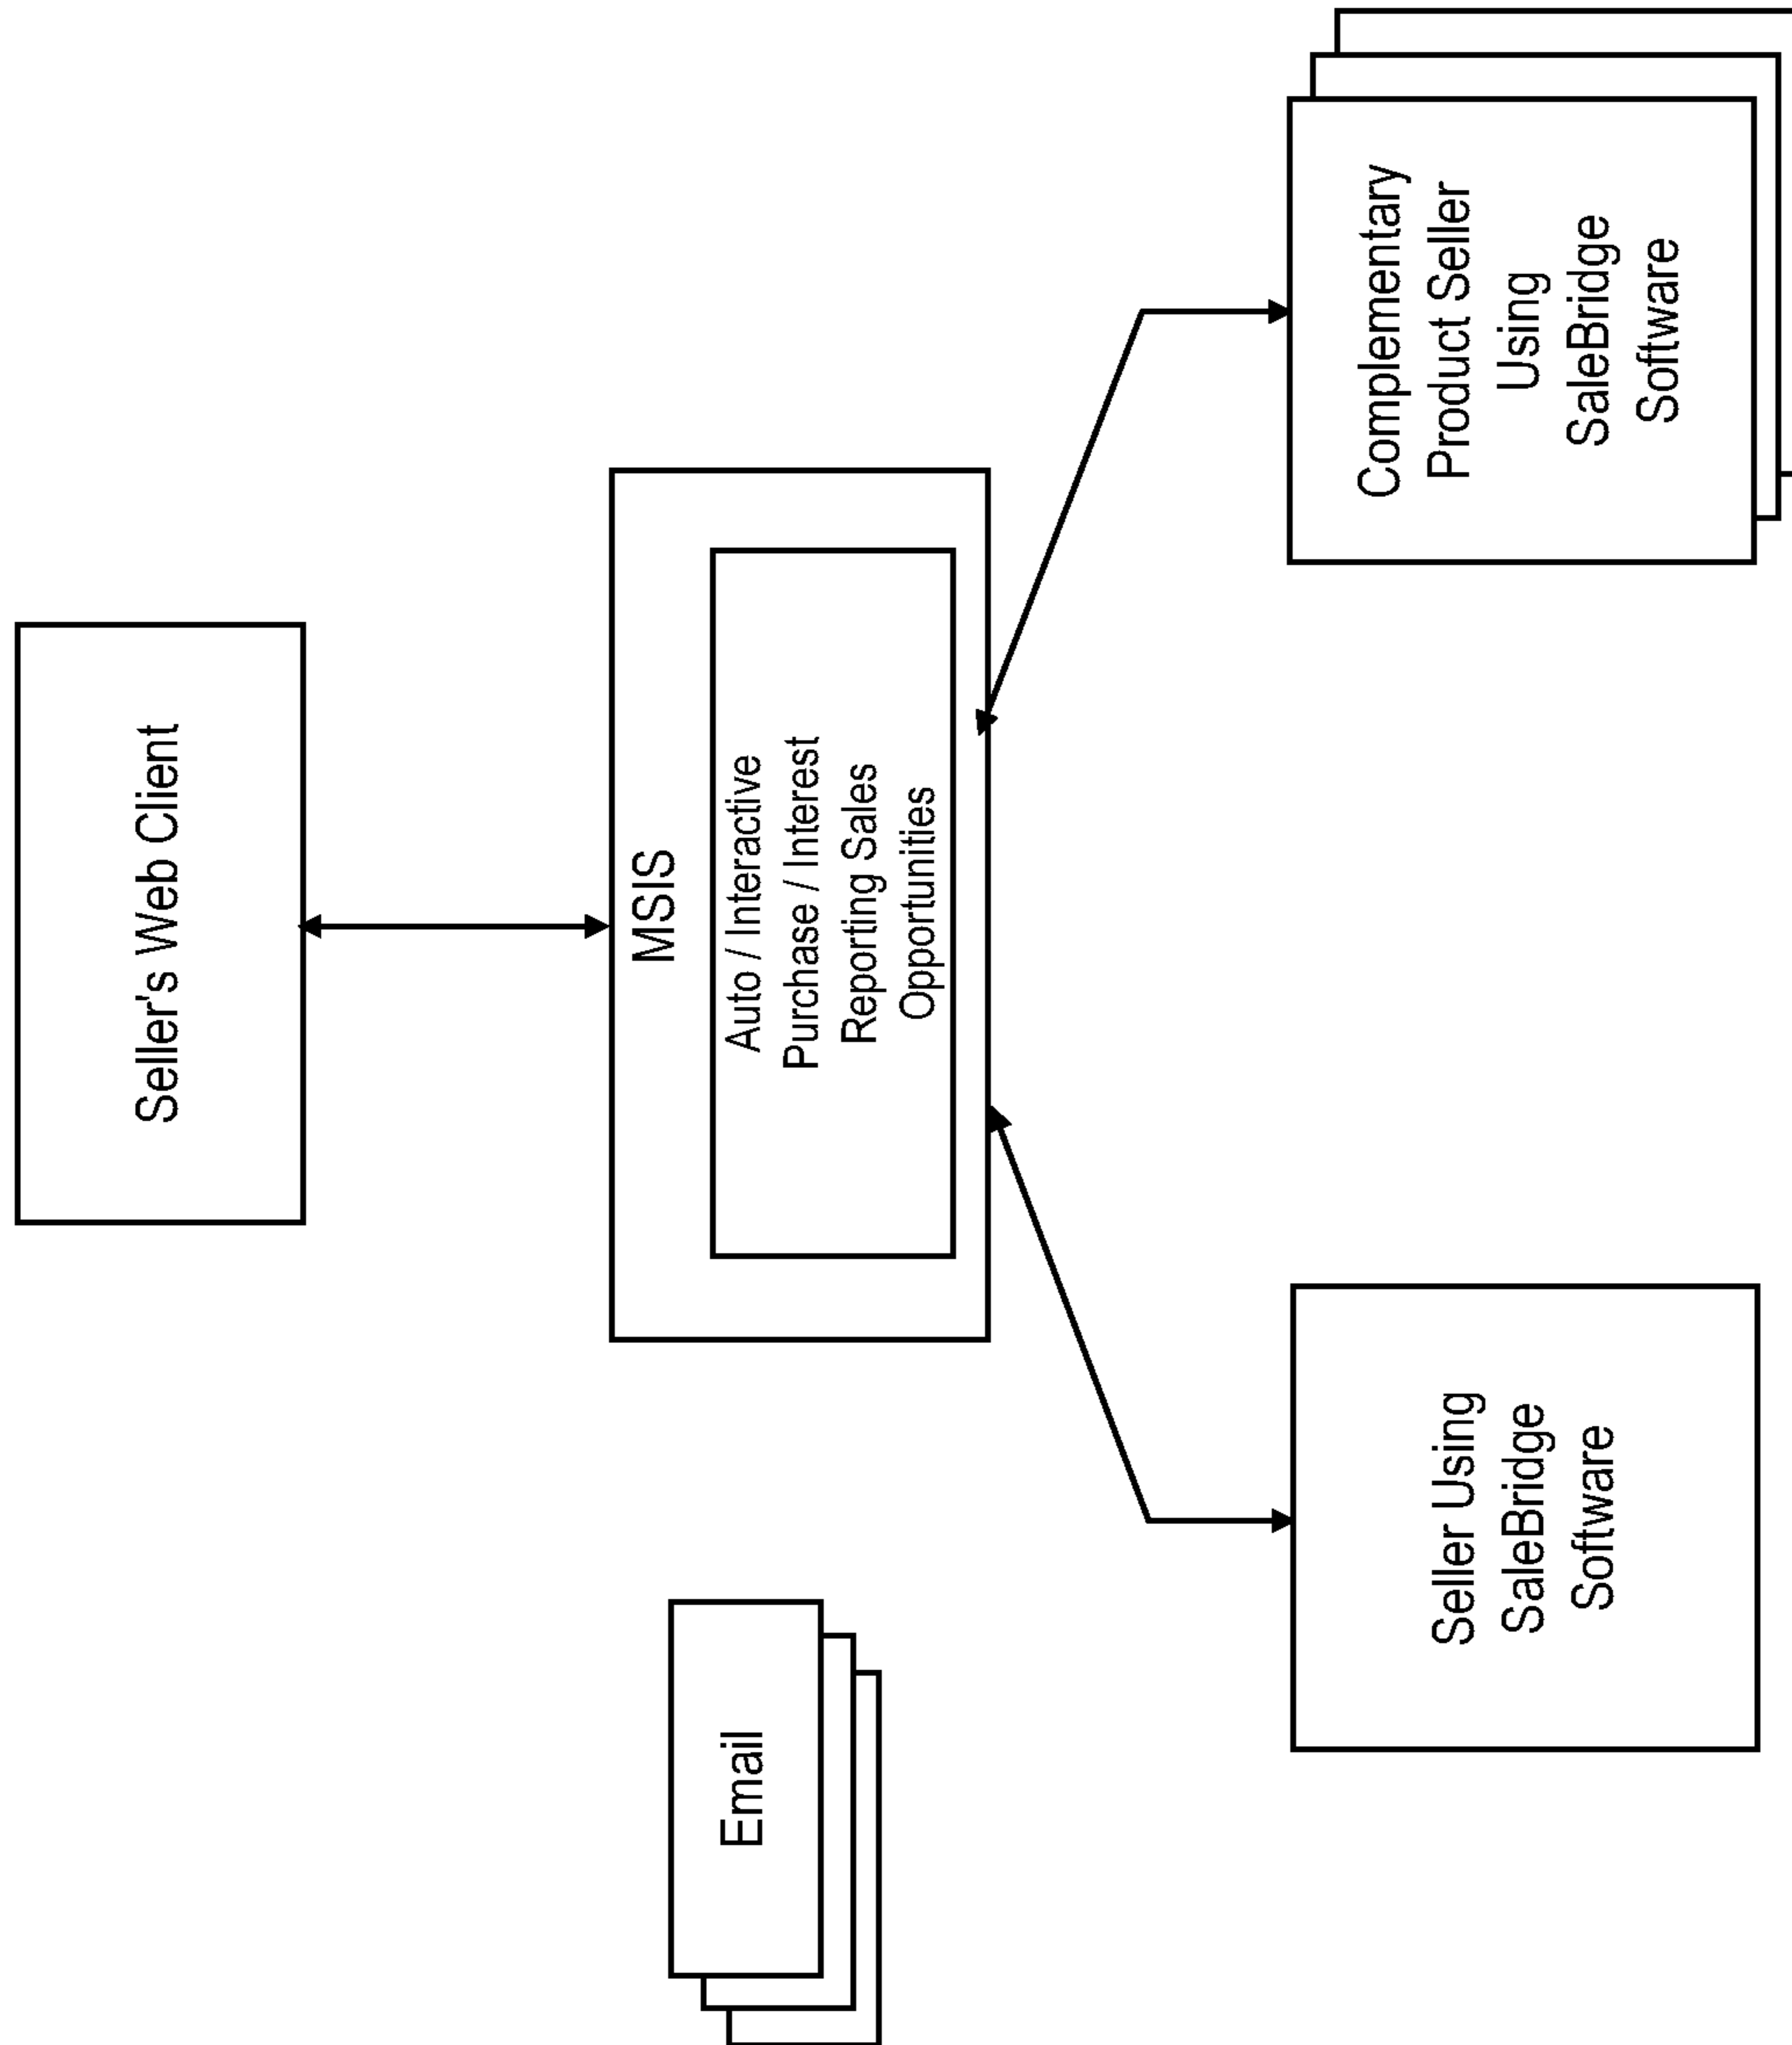 Seller's Web Client
MSIS
Auto / Interactive
Purchase / Interest
Reporting Sales
Opportunities
Email
Seller Using
SaleBridge
Software
Complementary
Product Seller
Using
SaleBridge
Software